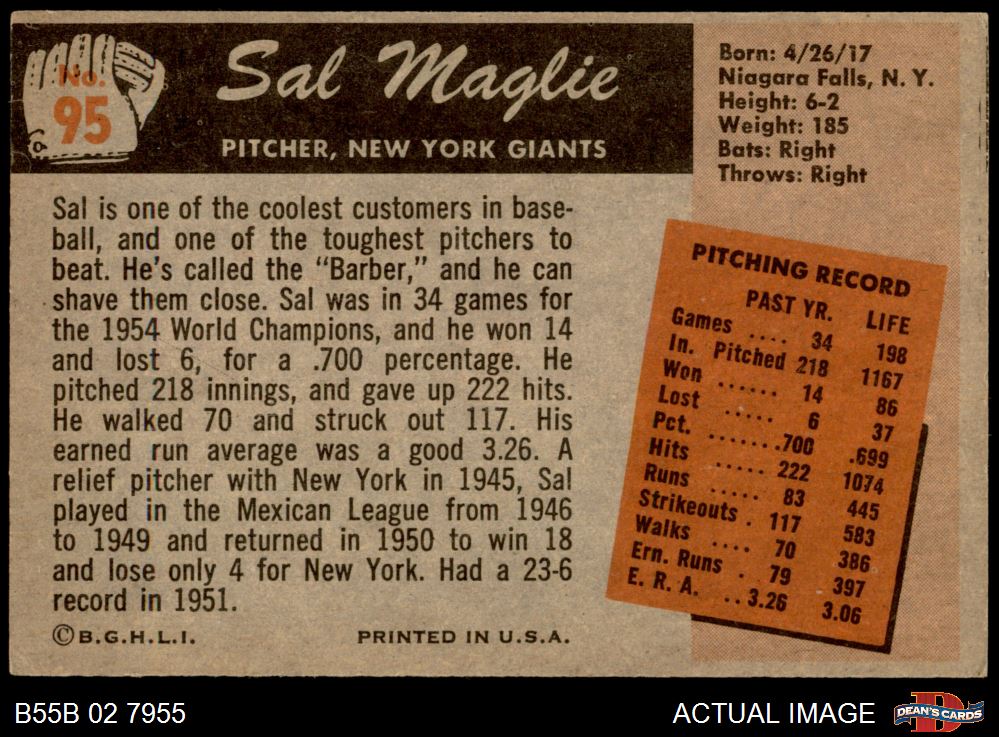 No.
95
Sal Maglie
PITCHER, NEW YORK GIANTS
Born: 4/26/17
Niagara Falls, N. Y.
Height: 6-2
Weight: 185
Bats: Right
Throws: Right
Sal is one of the coolest customers in base-
ball, and one of the toughest pitchers to
beat. He's called the "Barber," and he can
shave them close. Sal was in 34 games for
the 1954 World Champions, and he won 14
and lost 6, for a .700 percentage. He
pitched 218 innings, and gave up 222 hits.
He walked 70 and struck out 117. His
earned run average was a good 3.26. A
relief pitcher with New York in 1945, Sal
played in the Mexican League from 1946
to 1949 and returned in 1950 to win 18
and lose only 4 for New York. Had a 23-6
record in 1951.
©B.G.H.L.I. PRINTED IN U.S.A.
PITCHING RECORD
PAST YR. LIFE
Games .... 34 198
In. Pitched 218 1167
Won ...... 14 86
Lost ..... 6 37
Pct. .......700 .699
Hits ..... 222 1074
Runs ..... 83 445
Strikeouts . 117 583
Walks .... 70 386
Ern. Runs . 79 397
E. R. A. ..3.26 3.06
B55B 02 7955 ACTUAL IMAGE
DEAN'S CARDS